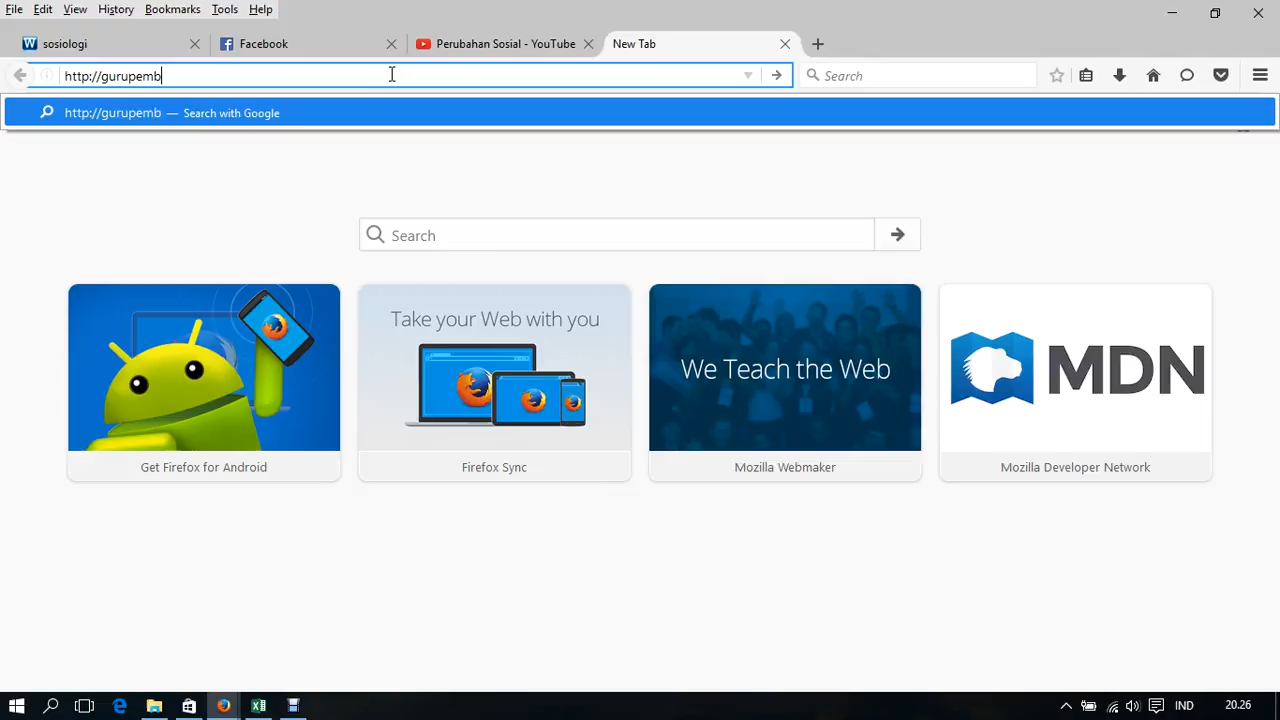 File Edit View History Bookmarks Tools Help
W sosiologi
f Facebook
Perubahan Sosial - YouTube
New Tab
http://gurupemb
Search
http://gurupemb — Search with Google
Search
Take your Web with you
We Teach the Web
MDN
Get Firefox for Android
Firefox Sync
Mozilla Webmaker
Mozilla Developer Network
IND
20.26